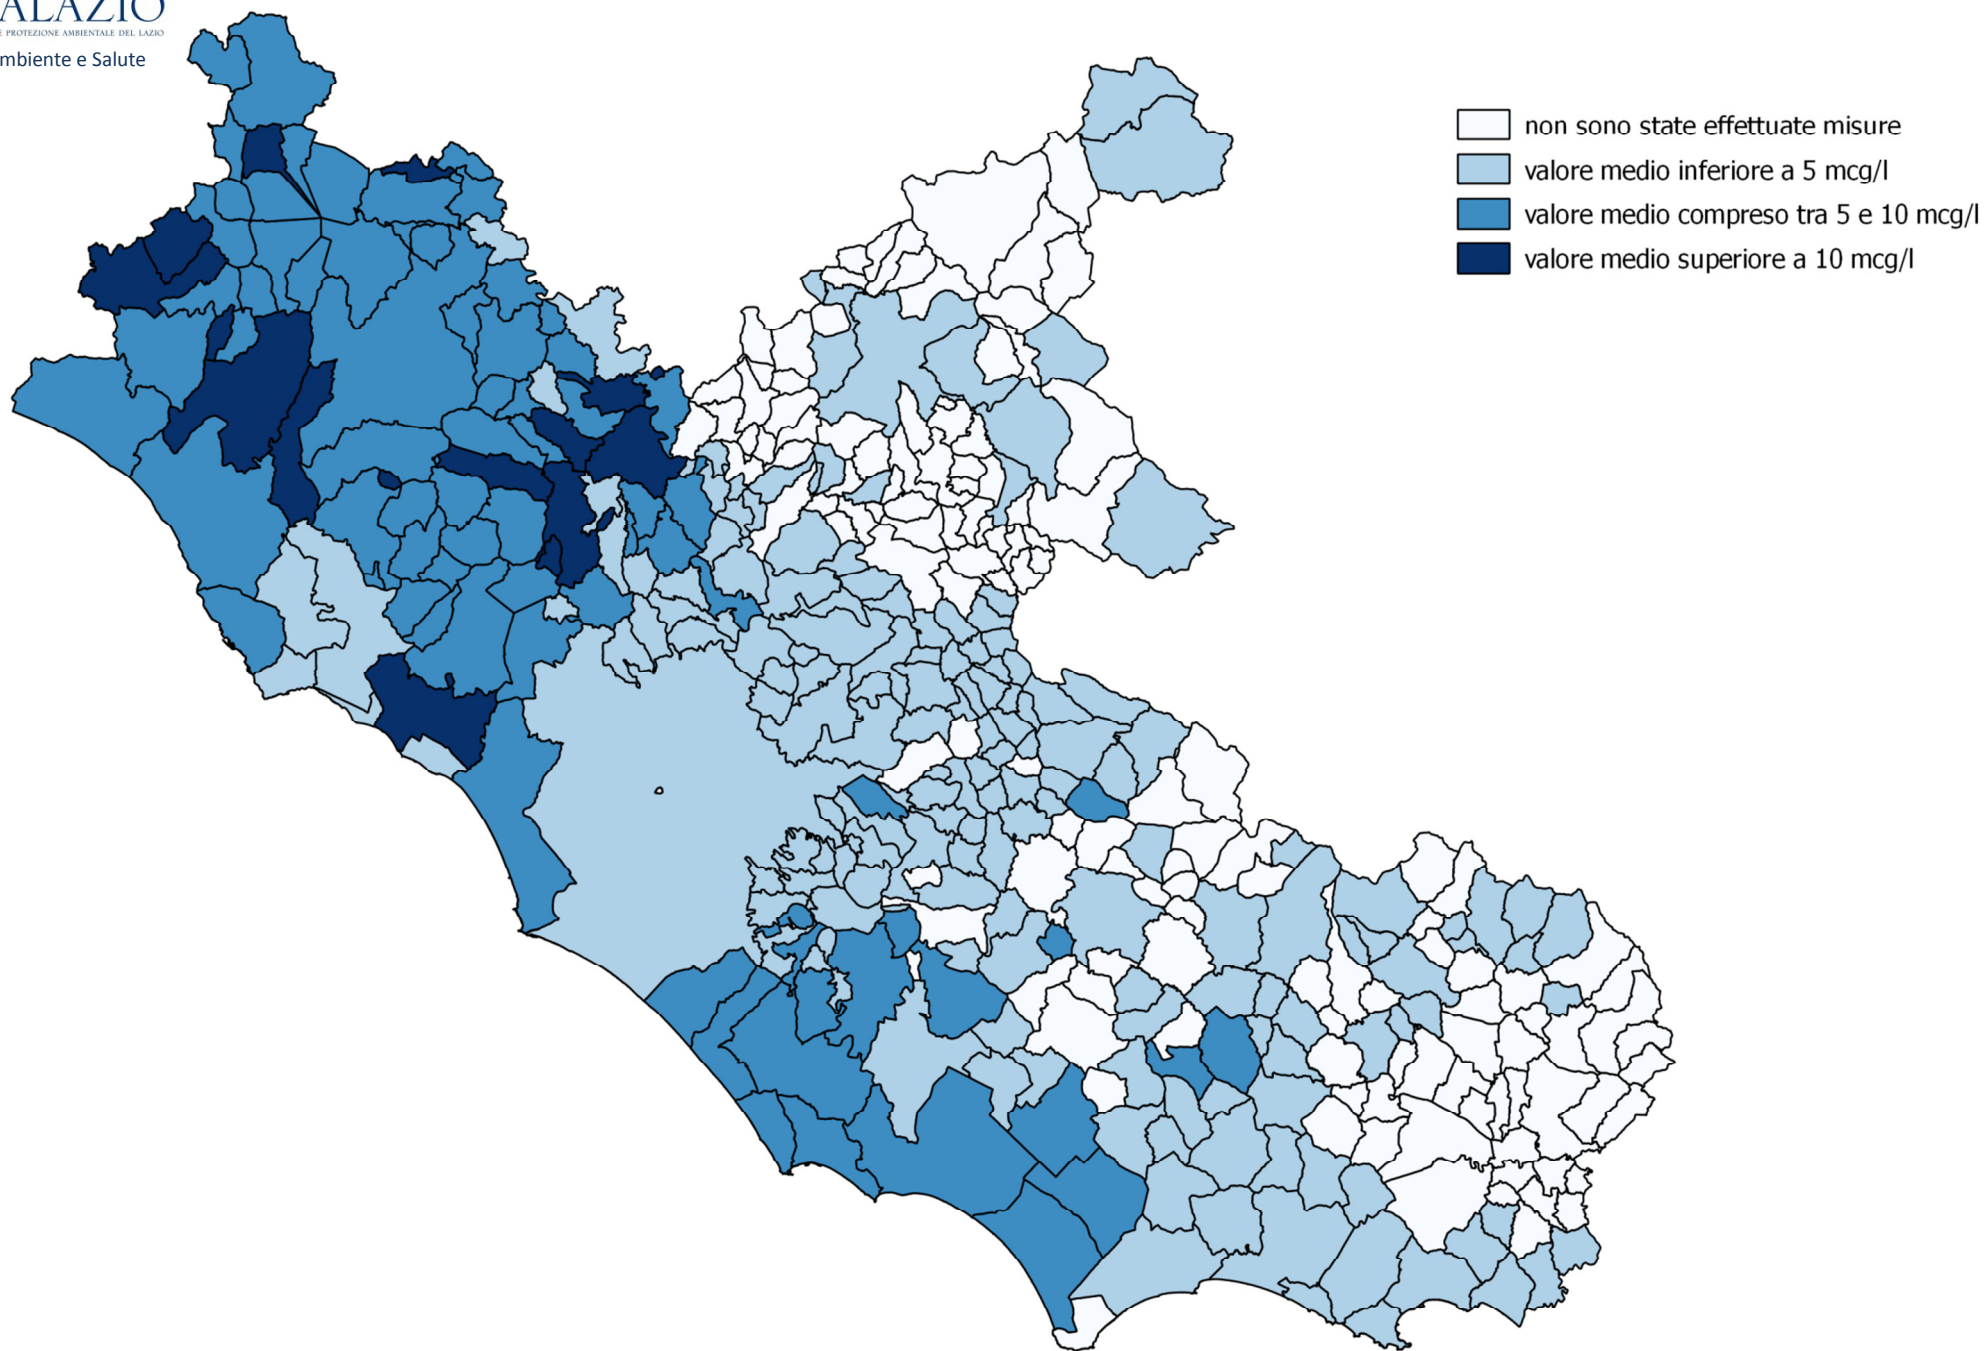 ALAZIO
E PROTEZIONE AMBIENTALE DEL LAZIO
mbiente e Salute
non sono state effettuate misure
valore medio inferiore a 5 mcg/l
valore medio compreso tra 5 e 10 mcg/l
valore medio superiore a 10 mcg/l